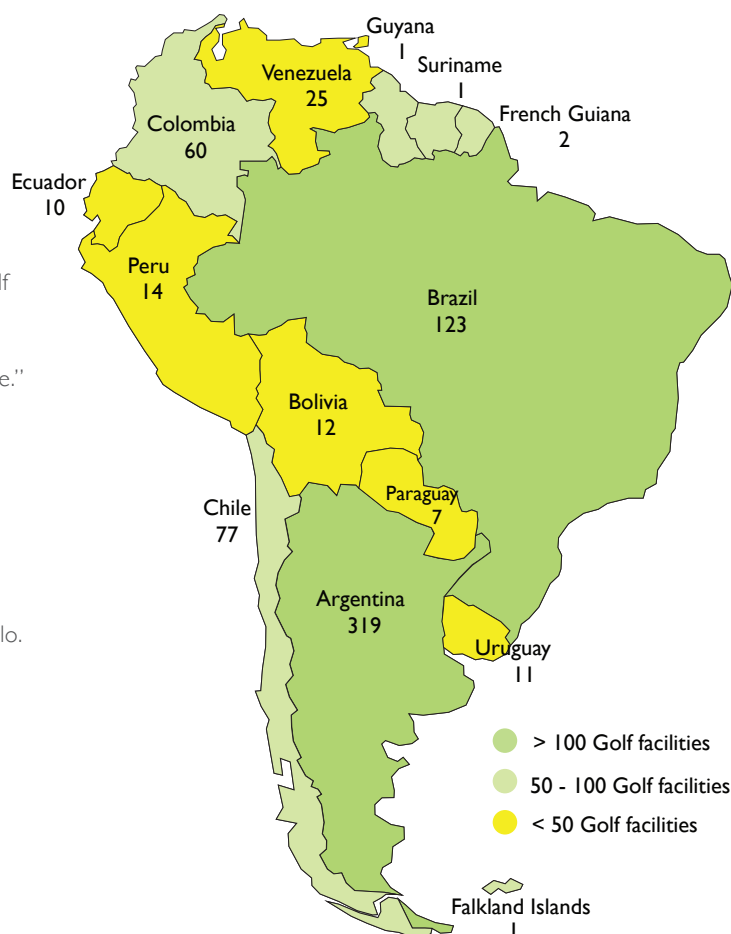 Guyana
1
Suriname
1
French Guiana
2
Venezuela
25
Colombia
60
Ecuador
10
Peru
14
lf
Brazil
123
e."
Bolivia
12
Paraguay
7
Chile
77
Argentina
319
lo.
Uruguay
11
> 100 Golf facilities
50 - 100 Golf facilities
< 50 Golf facilities
Falkland Islands
1